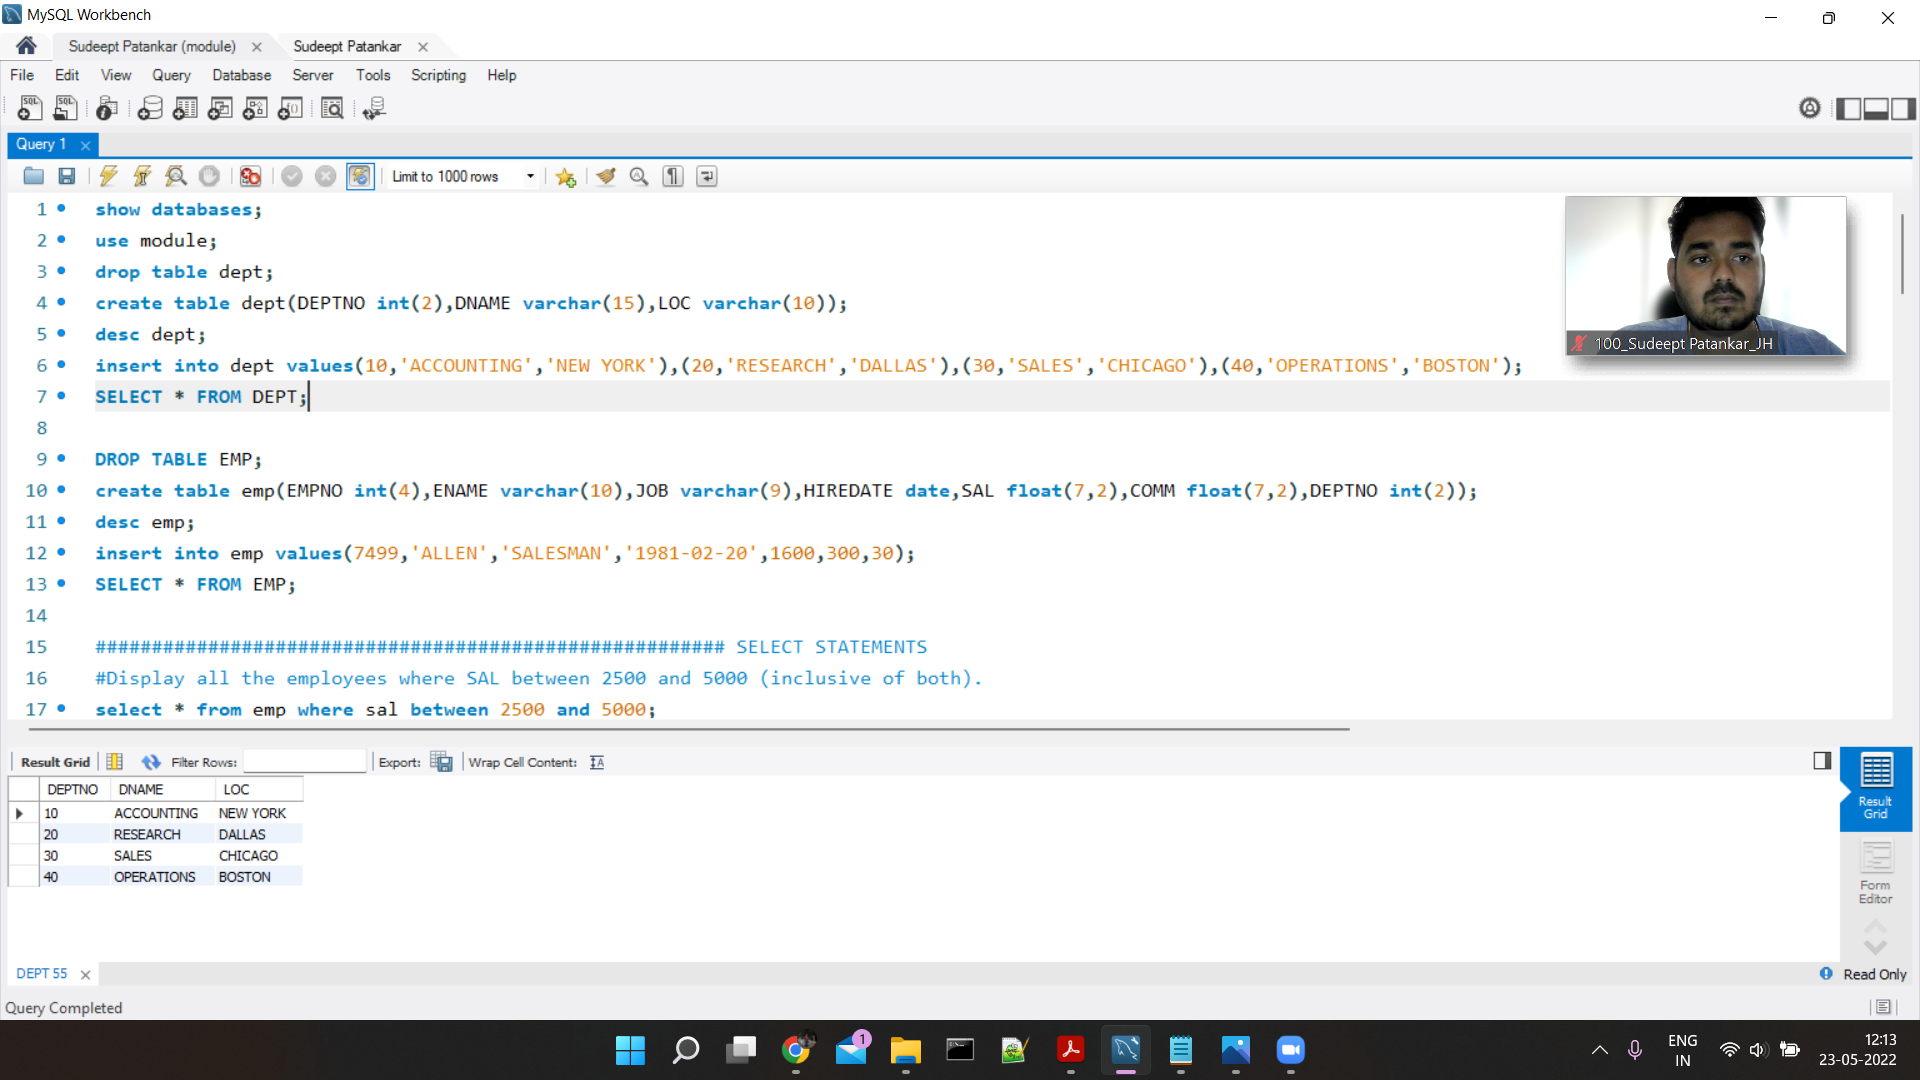 MySQL Workbench
Sudeept Patankar (module)
Sudeept Patankar
File Edit View Query Database Server Tools Scripting Help
Query 1
Limit to 1000 rows
1 show databases;
2 use module;
3 drop table dept;
4 create table dept(DEPTNO int(2),DNAME varchar(15),LOC varchar(10));
5 desc dept;
6 insert into dept values(10,'ACCOUNTING','NEW YORK'),(20,'RESEARCH','DALLAS'),(30,'SALES','CHICAGO'),(40,'OPERATIONS','BOSTON');
7 SELECT * FROM DEPT;
8
9 DROP TABLE EMP;
10 create table emp(EMPNO int(4),ENAME varchar(10),JOB varchar(9),HIREDATE date,SAL float(7,2),COMM float(7,2),DEPTNO int(2));
11 desc emp;
12 insert into emp values(7499,'ALLEN','SALESMAN','1981-02-20',1600,300,30);
13 SELECT * FROM EMP;
14
15 ######################################################## SELECT STATEMENTS
16 #Display all the employees where SAL between 2500 and 5000 (inclusive of both).
17 select * from emp where sal between 2500 and 5000;
100_Sudeept Patankar_JH
Result Grid Filter Rows: Export: Wrap Cell Content:
DEPTNO DNAME LOC
10 ACCOUNTING NEW YORK
20 RESEARCH DALLAS
30 SALES CHICAGO
40 OPERATIONS BOSTON
Result
Grid
Form
Editor
DEPT 55
Read Only
Query Completed
1
ENG
IN
12:13
23-05-2022